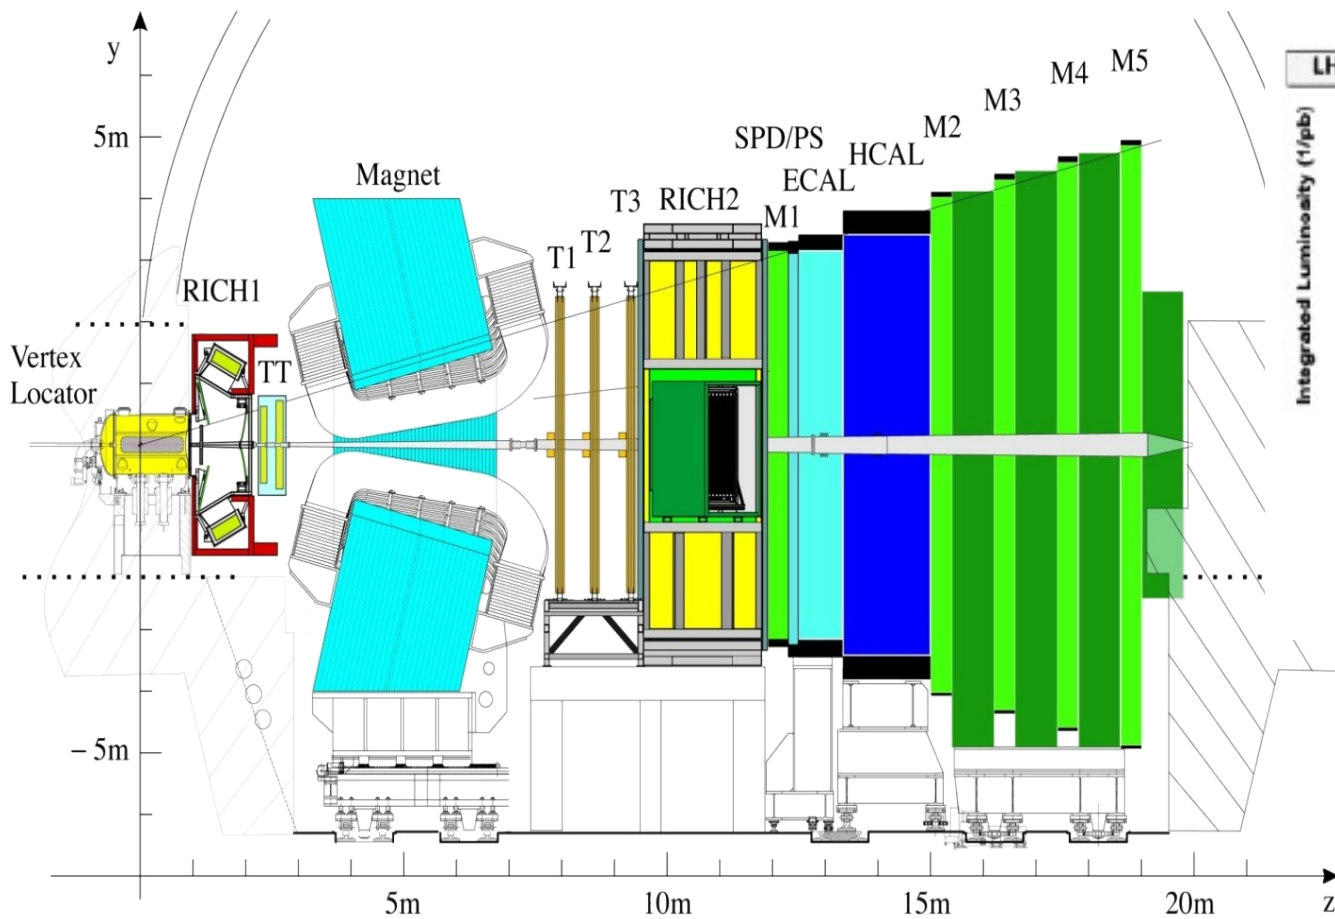 y
5m
− 5m
Vertex
Locator
RICH1
TT
Magnet
T1
T2
T3
RICH2
M1
SPD/PS
ECAL
HCAL
M2
M3
M4
M5
5m
10m
15m
20m
z
LH
Integrated Luminosity (1/pb)